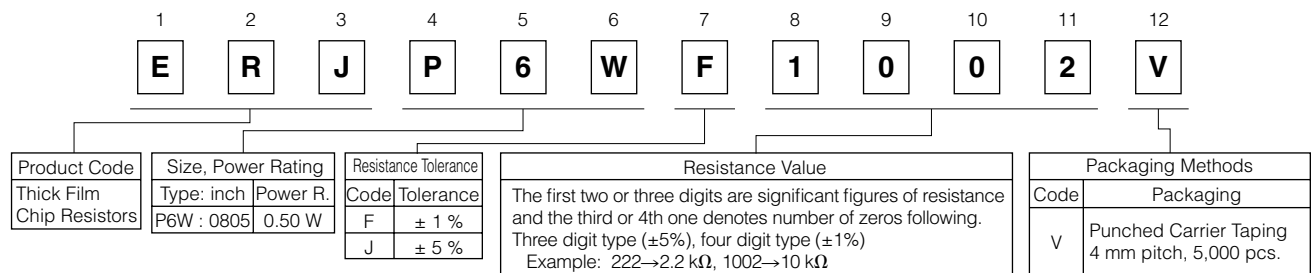 1 2 3 4 5 6 7 8 9 10 11 12
E R J P 6 W F 1 0 0 2 V
Product Code
Thick Film
Chip Resistors
Size, Power Rating
Type: inch Power R.
P6W : 0805 0.50 W
Resistance Tolerance
Code Tolerance
F ± 1 %
J ± 5 %
Resistance Value
The first two or three digits are significant figures of resistance
and the third or 4th one denotes number of zeros following.
Three digit type (±5%), four digit type (±1%)
Example: 222→2.2 kΩ, 1002→10 kΩ
Packaging Methods
Code Packaging
V Punched Carrier Taping
4 mm pitch, 5,000 pcs.